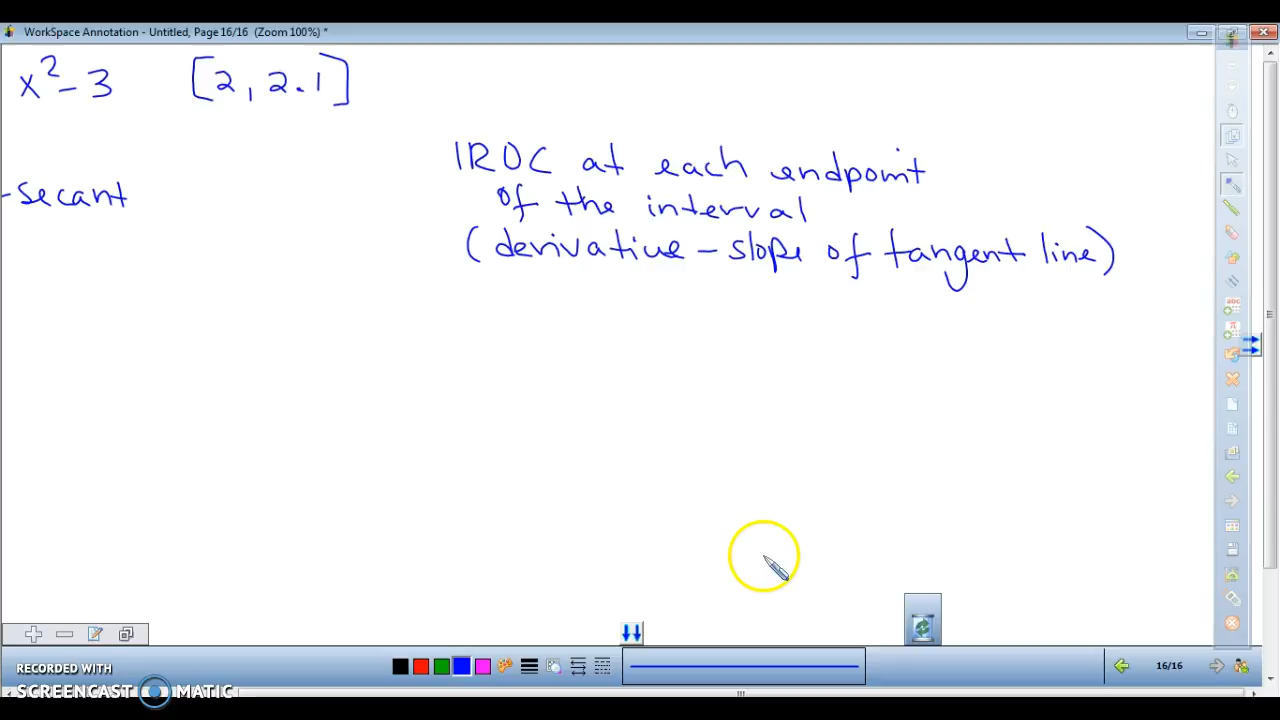 WorkSpace Annotation - Untitled, Page 16/16 (Zoom 100%) *
x² - 3 [2, 2.1]
IROC at each endpoint
- secant
of the interval
(derivative - slope of tangent line)
abc
π
RECORDED WITH
SCREENCAST MATIC
16/16